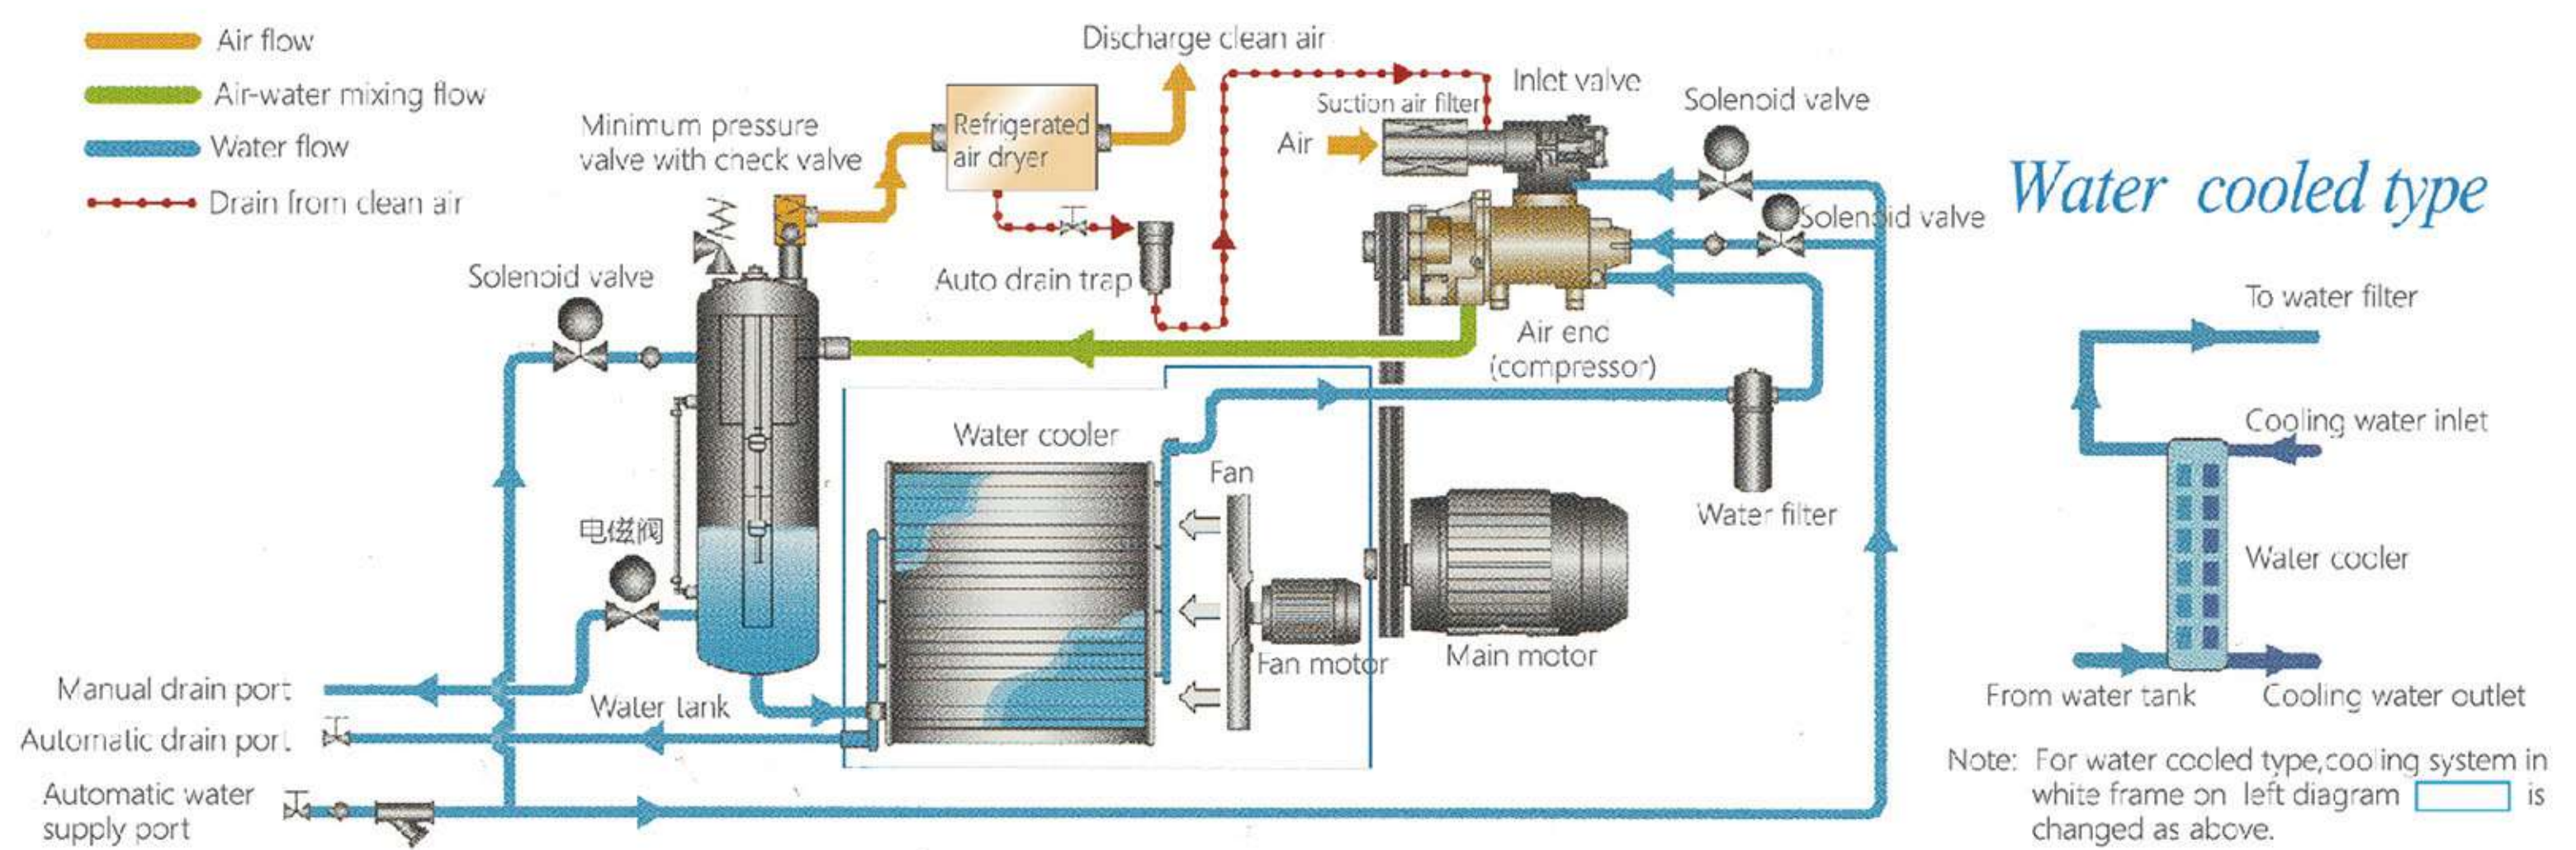 Air flow
Air-water mixing flow
Water flow
Drain from clean air
Discharge clean air
Minimum pressure
valve with check valve
Refrigerated
air dryer
Auto drain trap
Suction air filter
Air
Inlet valve
Solenoid valve
Solenoid valve
Solenoid valve
Air end
(compressor)
Water cooler
Fan
电磁阀
Water filter
Fan motor
Main motor
Water tank
Manual drain port
Automatic drain port
Automatic water
supply port
Water cooled type
To water filter
Cooling water inlet
Water cooler
From water tank
Cooling water outlet
Note: For water cooled type,cooling system in
white frame on left diagram is
changed as above.